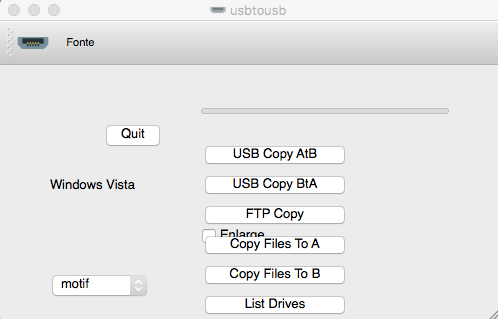 usbtousb
Fonte
Quit
USB Copy AtB
Windows Vista
USB Copy BtA
FTP Copy
Enlarge
Copy Files To A
Copy Files To B
motif
List Drives